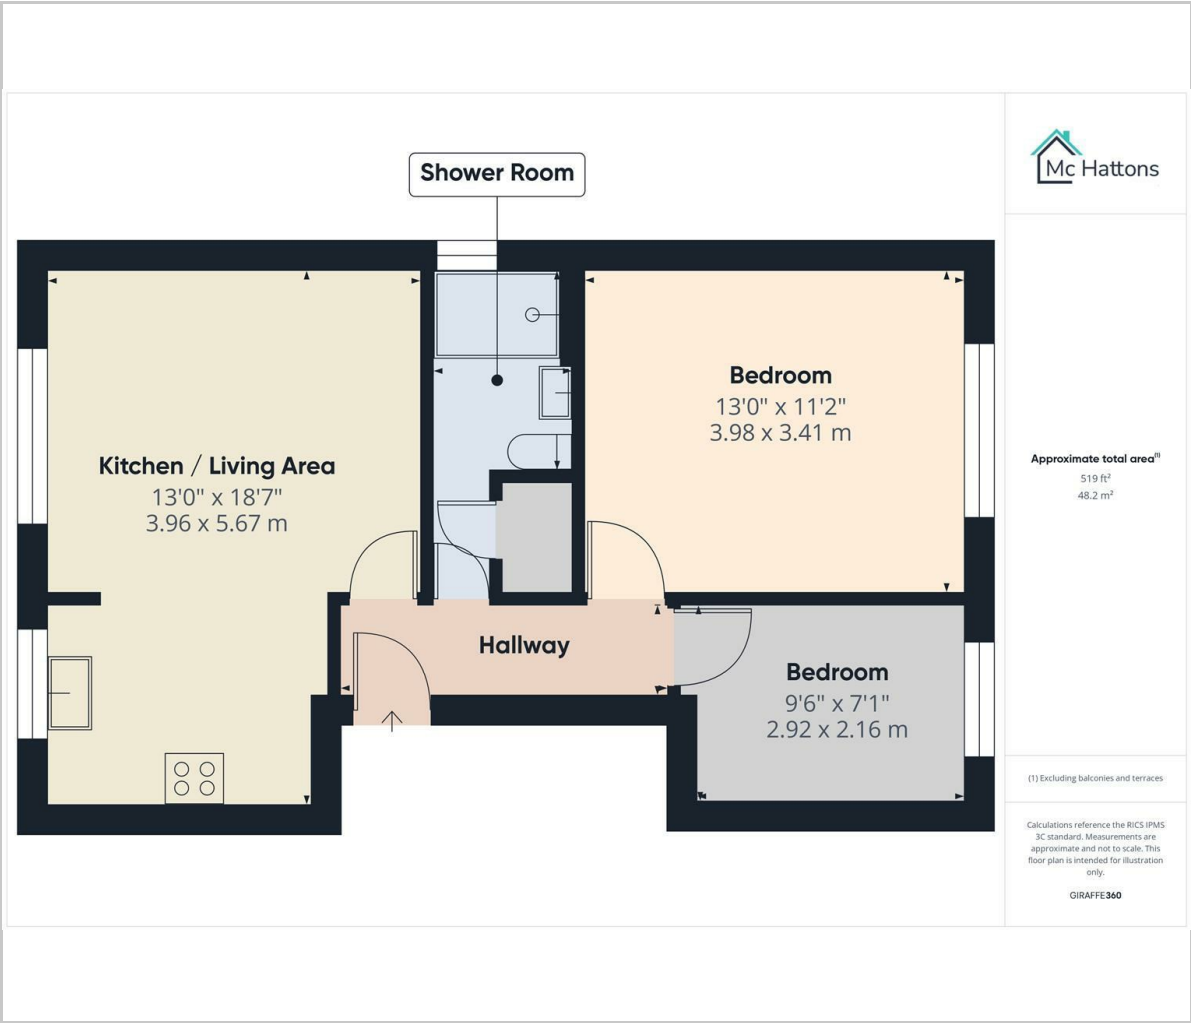 Shower Room
Mc Hattons
Kitchen / Living Area
13'0" x 18'7"
3.96 x 5.67 m
Bedroom
13'0" x 11'2"
3.98 x 3.41 m
Hallway
Bedroom
9'6" x 7'1"
2.92 x 2.16 m
Approximate total area⁽¹⁾
519 ft²
48.2 m²
(1) Excluding balconies and terraces
Calculations reference the RICS IPMS
3C standard. Measurements are
approximate and not to scale. This
floor plan is intended for illustration
only.
GIRAFFE360